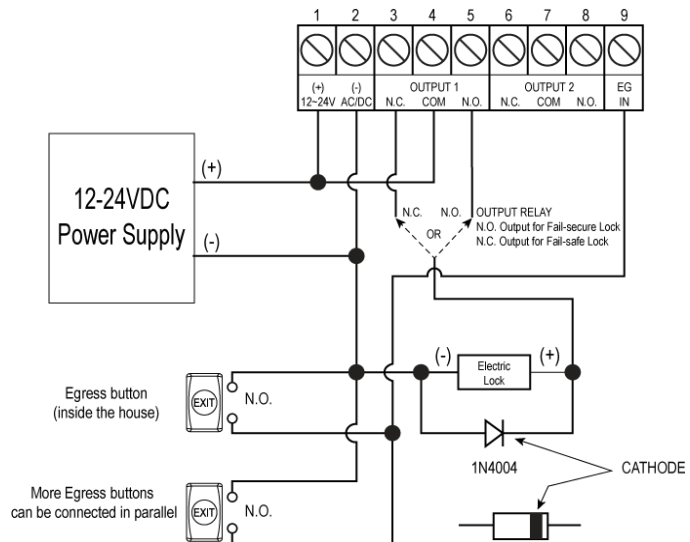 1 2 3 4 5 6 7 8 9
(+) (-) OUTPUT 1 OUTPUT 2 EG
12~24V AC/DC N.C. COM N.O. N.C. COM N.O. IN
(+)
12-24VDC
Power Supply
(-)
N.C. N.O. OUTPUT RELAY
OR N.O. Output for Fail-secure Lock
N.C. Output for Fail-safe Lock
(-) Electric Lock (+)
Egress button
(inside the house)
EXIT
N.O.
1N4004
CATHODE
More Egress buttons
can be connected in parallel
EXIT
N.O.